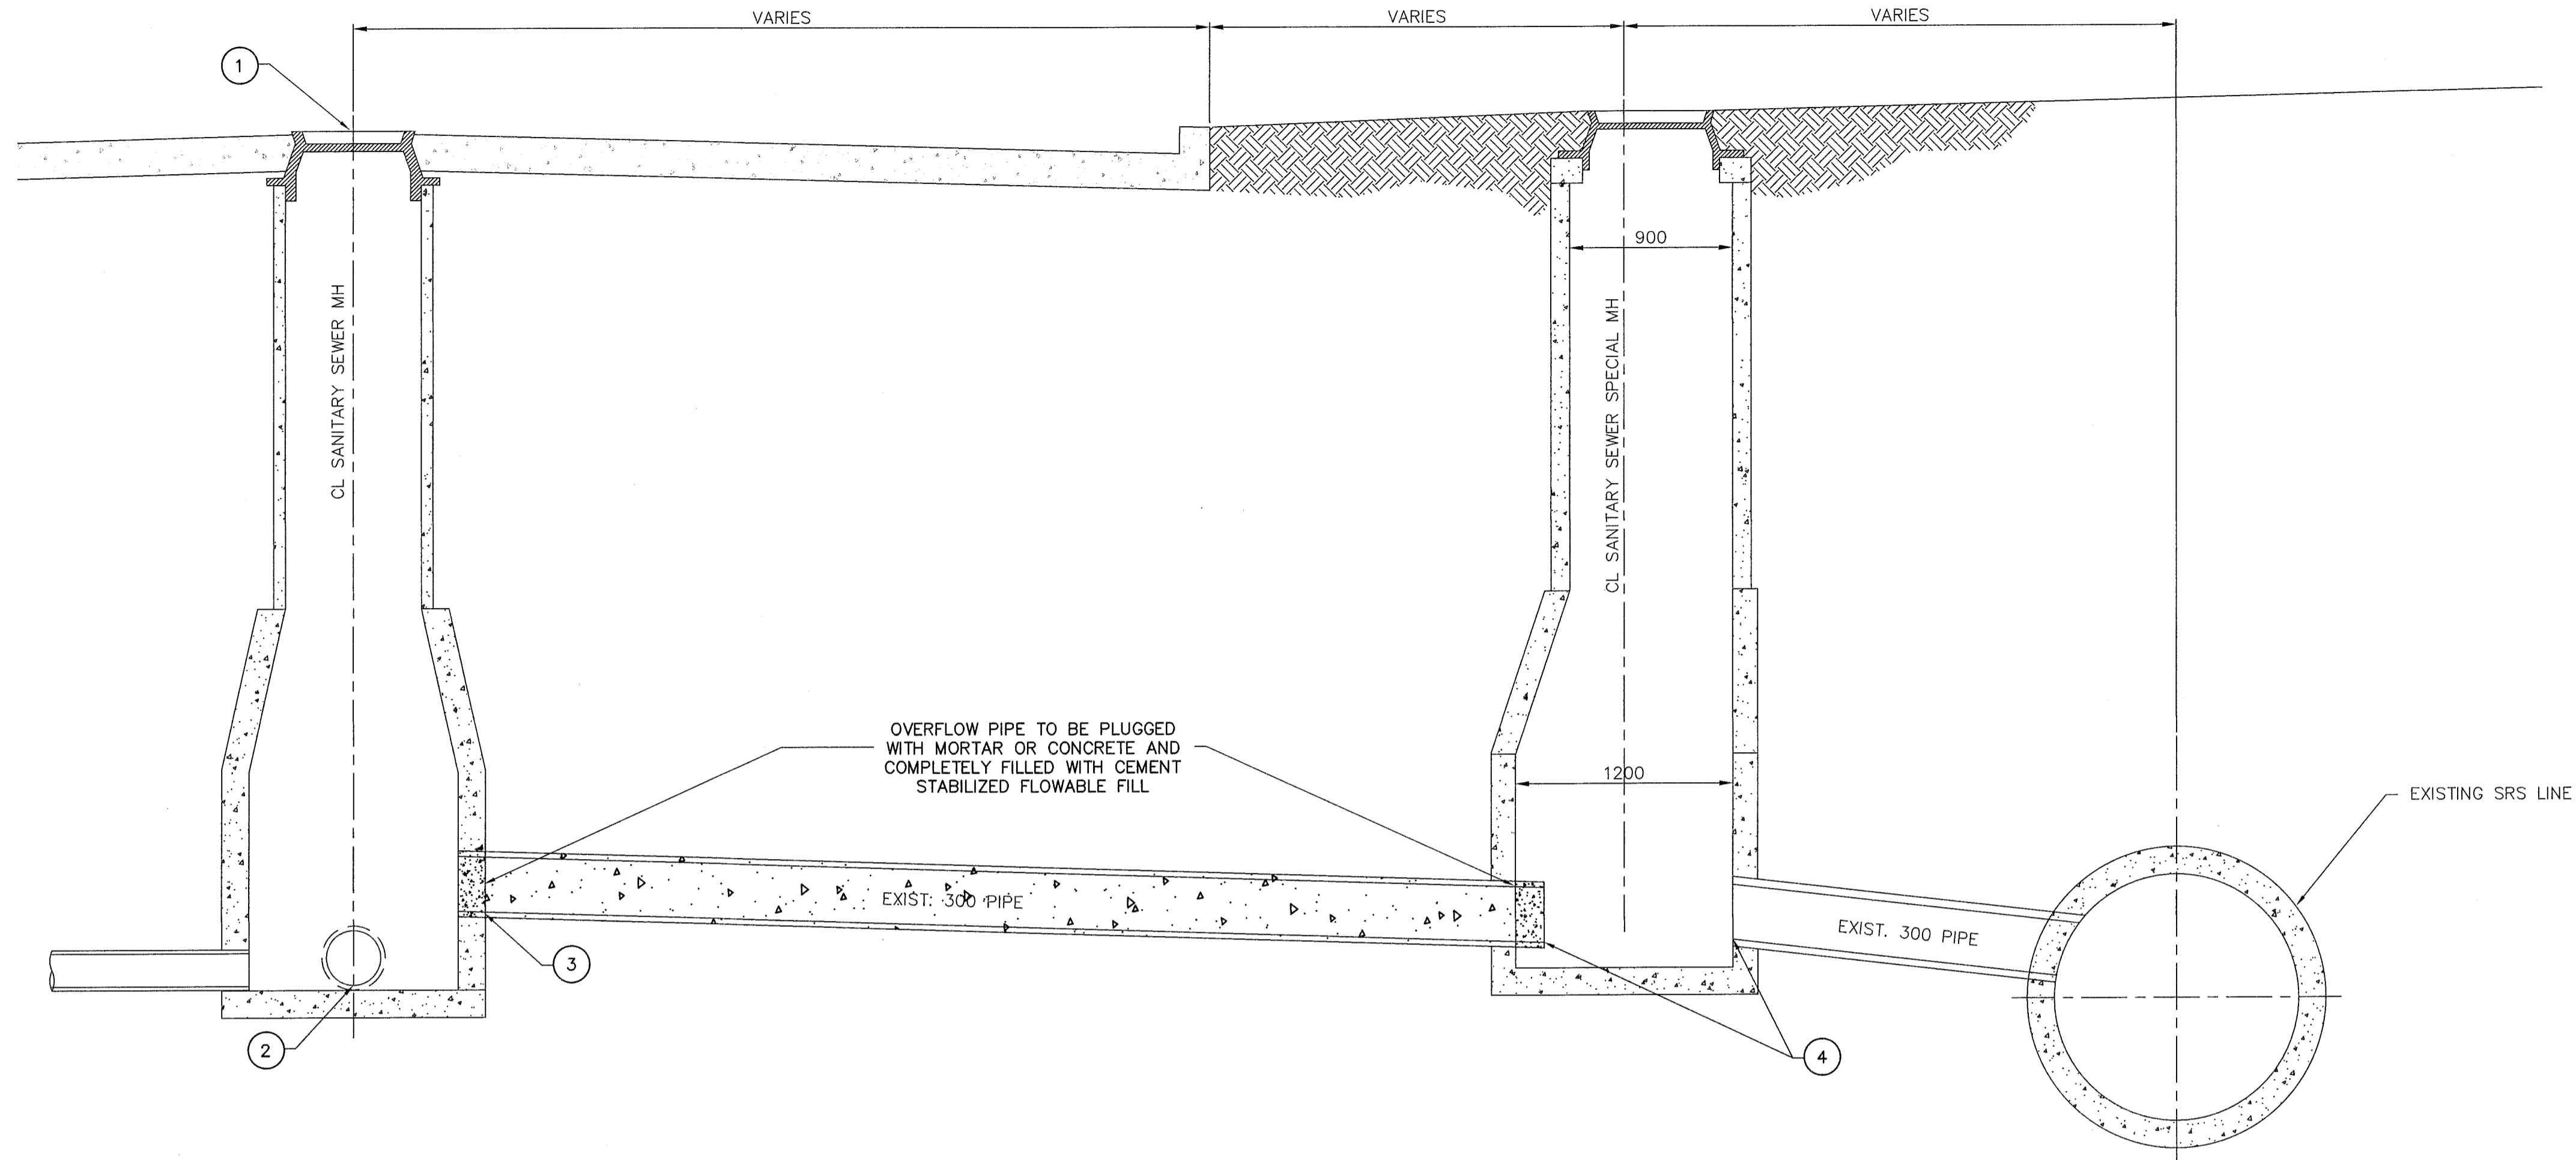 VARIES
VARIES
VARIES
1
900
CL SANITARY SEWER MH
CL SANITARY SEWER SPECIAL MH
OVERFLOW PIPE TO BE PLUGGED
WITH MORTAR OR CONCRETE AND
COMPLETELY FILLED WITH CEMENT
STABILIZED FLOWABLE FILL
1200
EXISTING SRS LINE
EXIST. 300 PIPE
EXIST. 300 PIPE
3
2
4